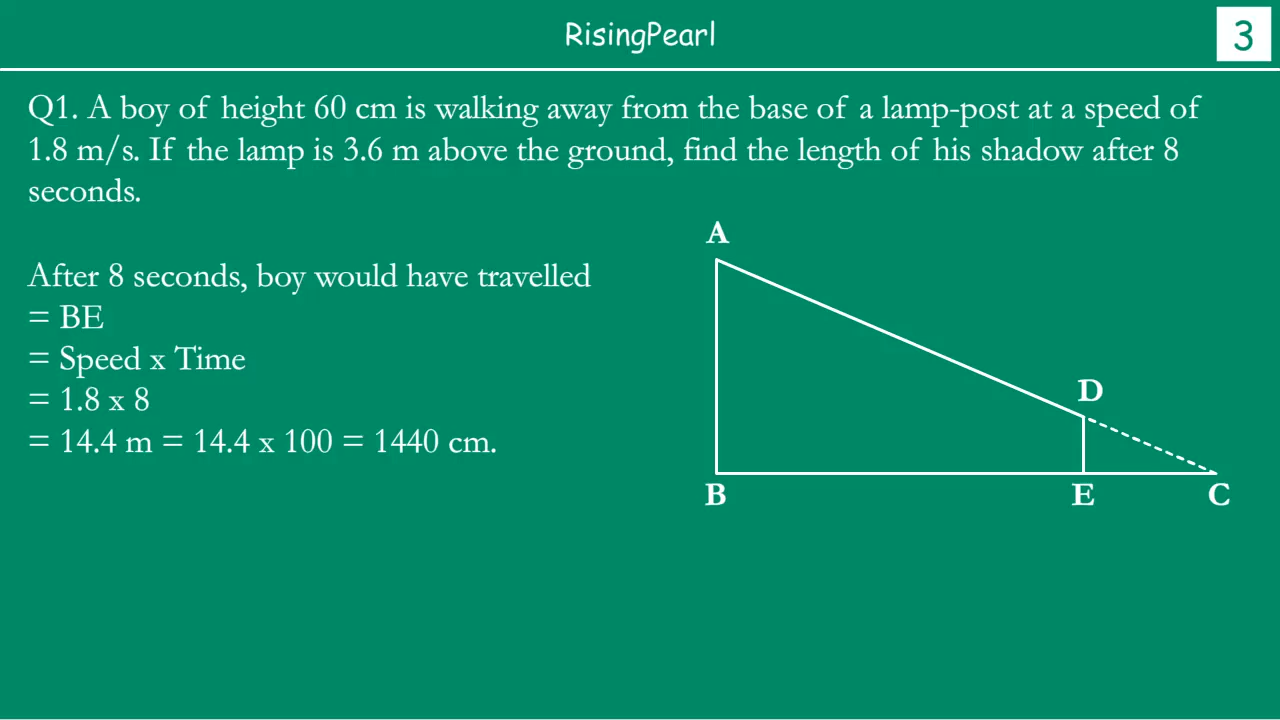 RisingPearl
3
Q1. A boy of height 60 cm is walking away from the base of a lamp-post at a speed of
1.8 m/s. If the lamp is 3.6 m above the ground, find the length of his shadow after 8
seconds.
A
After 8 seconds, boy would have travelled
= BE
= Speed x Time
D
= 1.8 x 8
= 14.4 m = 14.4 x 100 = 1440 cm.
B E C